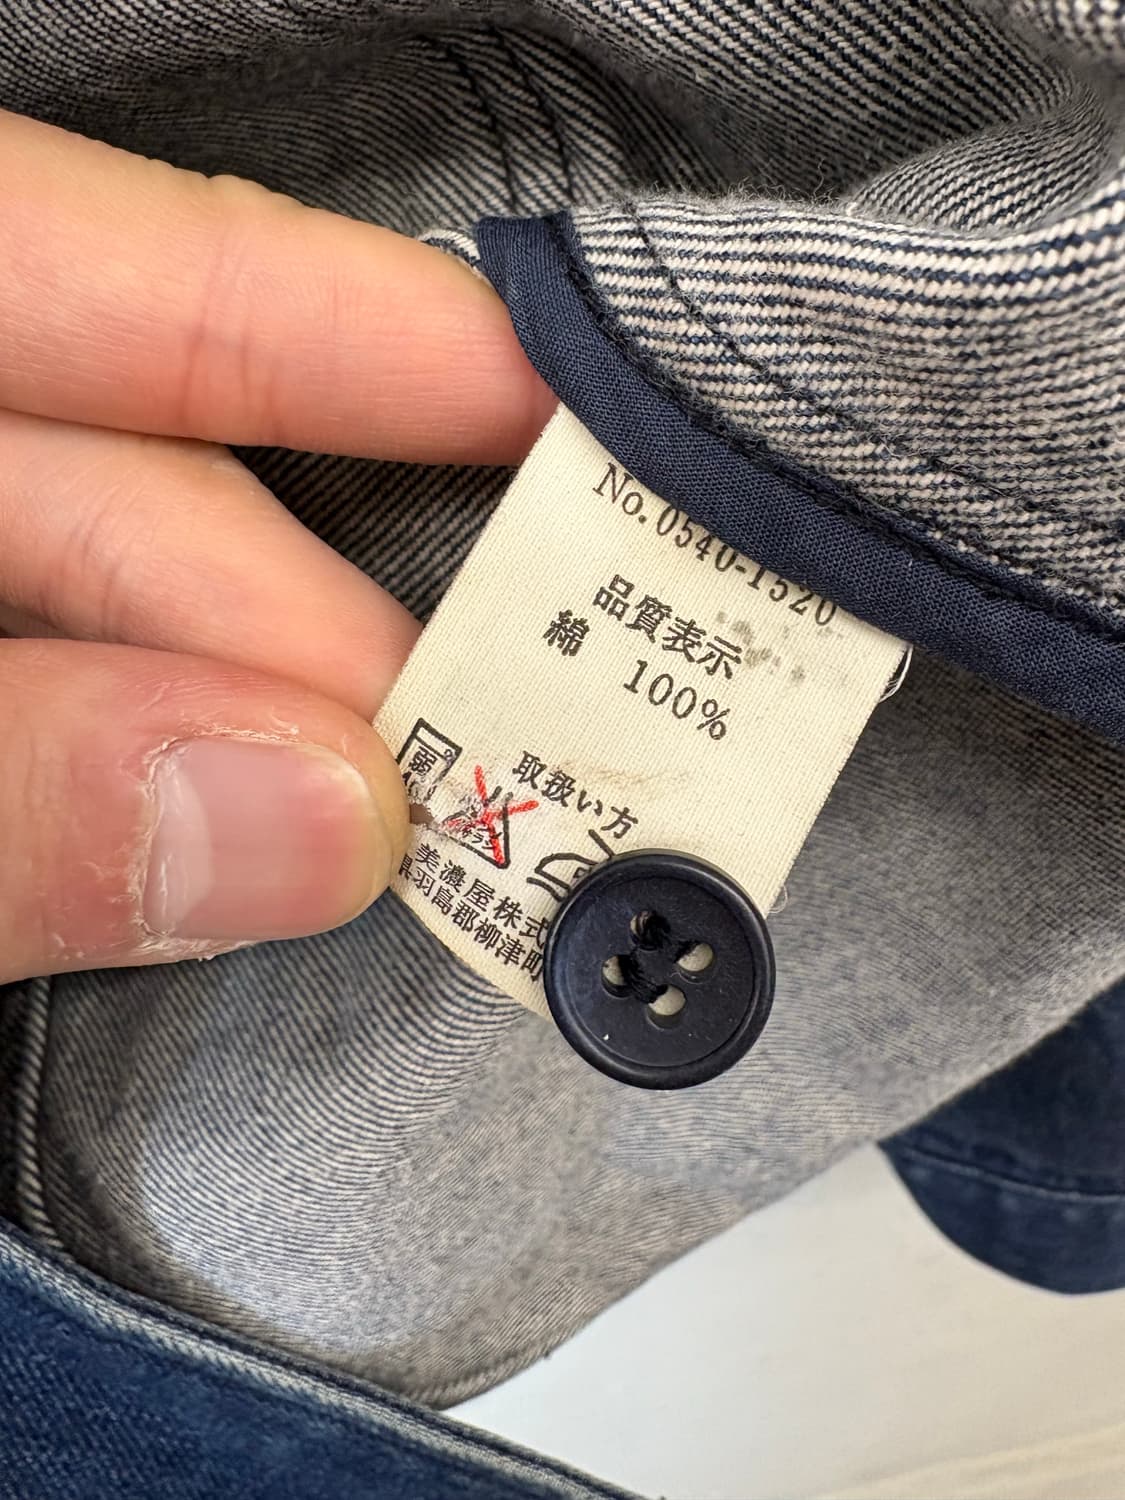 No. 0540-1520
品質表示
綿 100%
取扱い方
弱
美濃屋株式
羽島郡柳津町